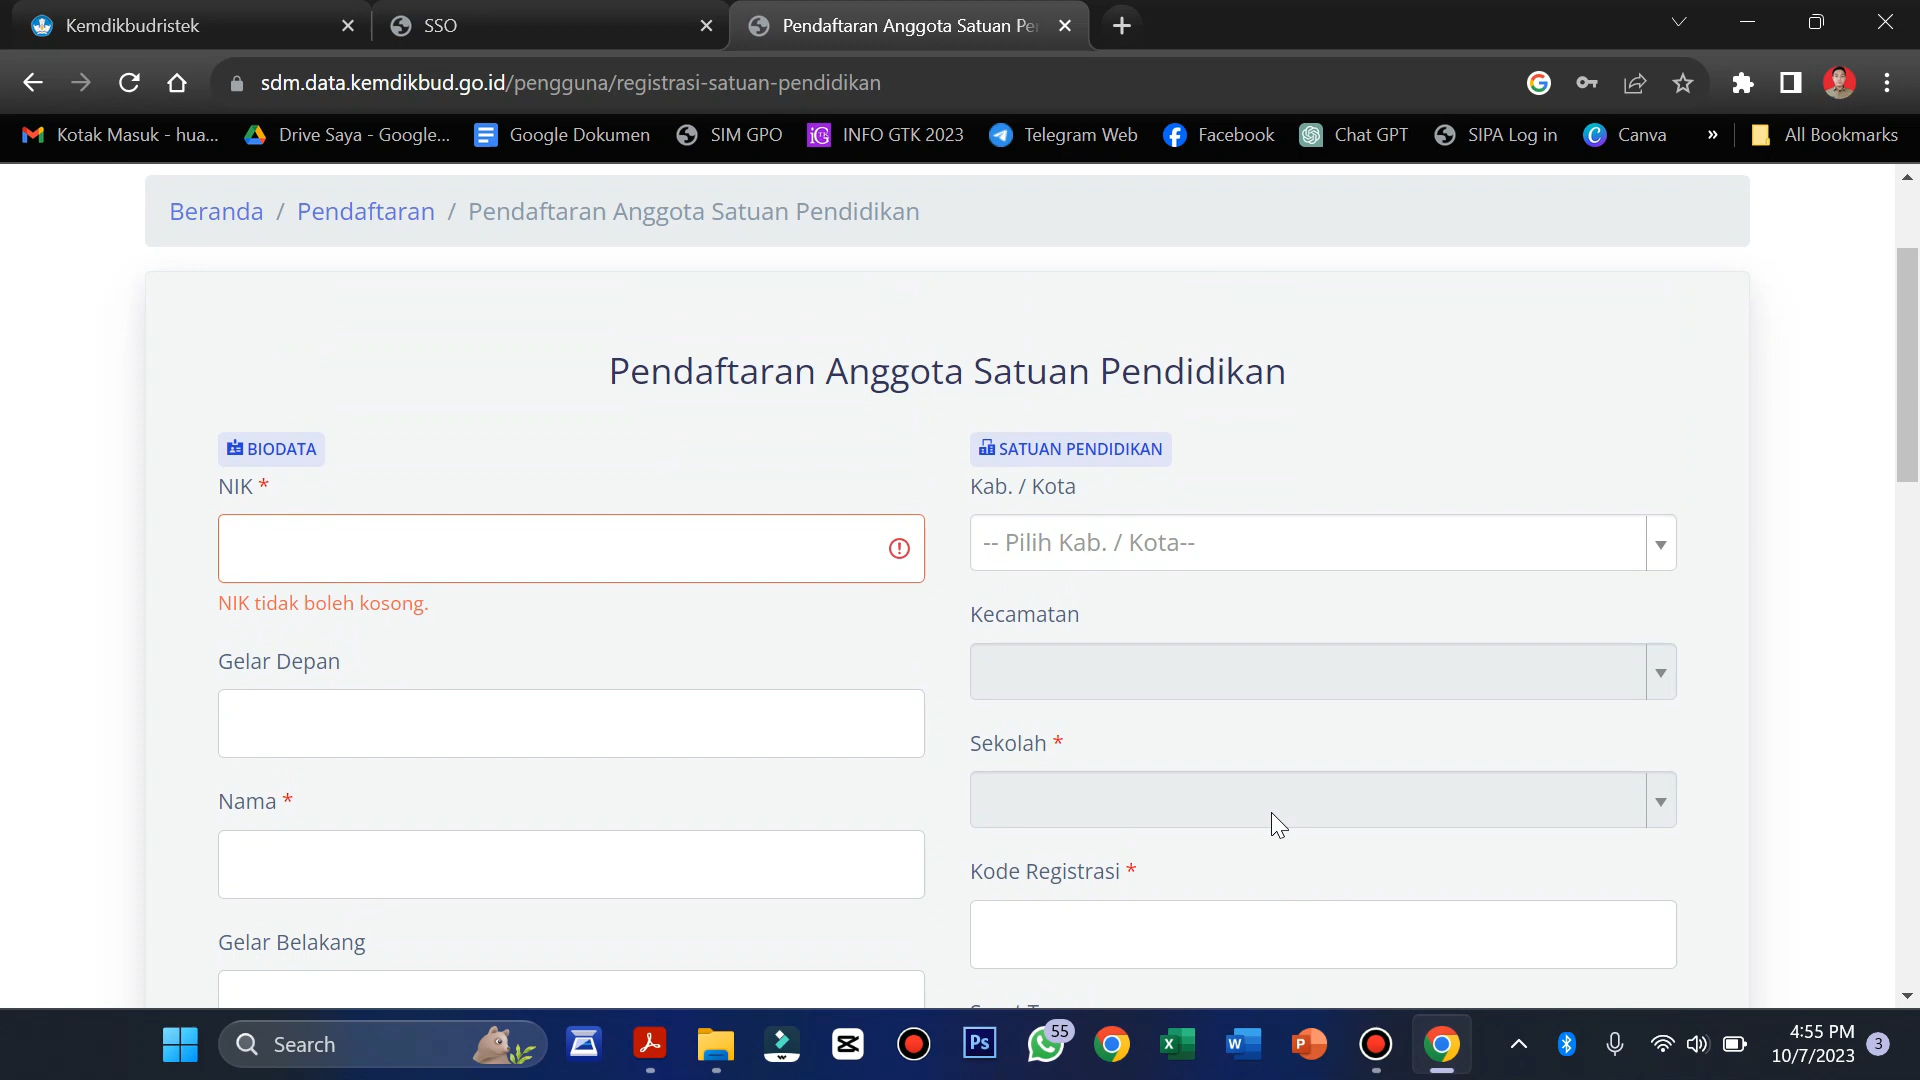 Kemdikbudristek
SSO
Pendaftaran Anggota Satuan Pe
sdm.data.kemdikbud.go.id/pengguna/registrasi-satuan-pendidikan
Kotak Masuk - hua...
Drive Saya - Google...
Google Dokumen
SIM GPO
INFO GTK 2023
Telegram Web
Facebook
Chat GPT
SIPA Log in
Canva
»
All Bookmarks
Beranda / Pendaftaran / Pendaftaran Anggota Satuan Pendidikan
Pendaftaran Anggota Satuan Pendidikan
BIODATA
NIK *
NIK tidak boleh kosong.
Gelar Depan
Nama *
Gelar Belakang
SATUAN PENDIDIKAN
Kab. / Kota
-- Pilih Kab. / Kota--
Kecamatan
Sekolah *
Kode Registrasi *
Search
Ps
55
4:55 PM
10/7/2023
3